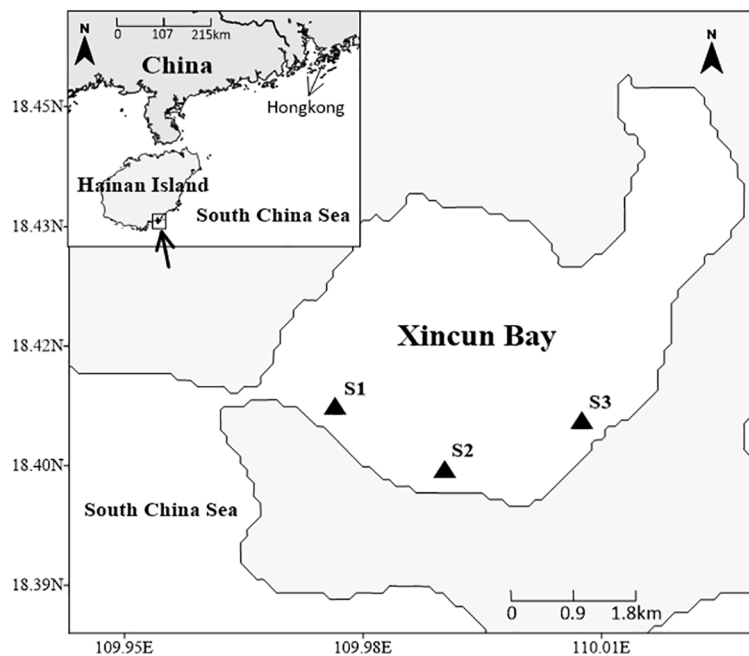 N
0 107 215km
China
Hongkong
Hainan Island
South China Sea
N
18.45N
18.43N
18.42N
18.40N
18.39N
Xincun Bay
S1
S2
S3
South China Sea
0 0.9 1.8km
109.95E 109.98E 110.01E